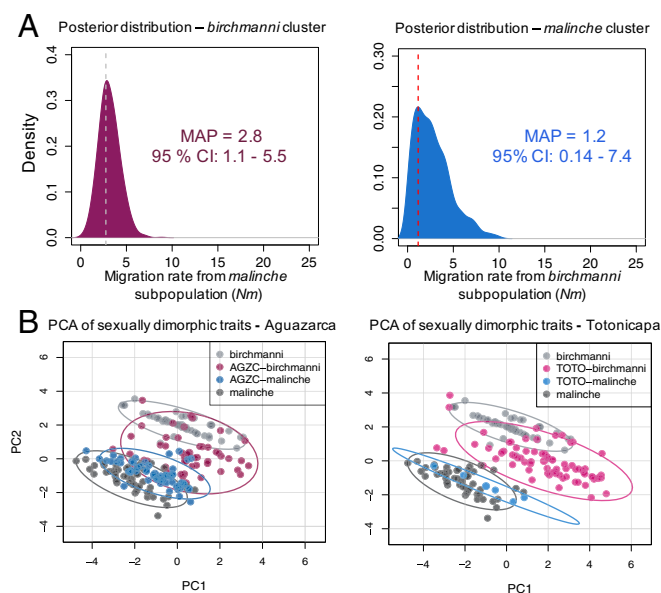 A
Posterior distribution – birchmanni cluster
Posterior distribution – malinche cluster
Density
0.0 0.1 0.2 0.3 0.4
MAP = 2.8
95 % CI: 1.1 - 5.5
0 5 10 15 20 25
Migration rate from malinche
subpopulation (Nm)
0.00 0.10 0.20 0.30
MAP = 1.2
95% CI: 0.14 - 7.4
0 5 10 15 20 25
Migration rate from birchmanni
subpopulation (Nm)
B
PCA of sexually dimorphic traits - Aguazarca
PCA of sexually dimorphic traits - Totonicapa
birchmanni
AGZC–birchmanni
AGZC–malinche
malinche
PC2
6
4
2
0
−2
−4
−4 −2 0 2 4 6
PC1
birchmanni
TOTO–birchmanni
TOTO–malinche
malinche
6
4
2
0
−2
−4
−4 −2 0 2 4 6
PC1